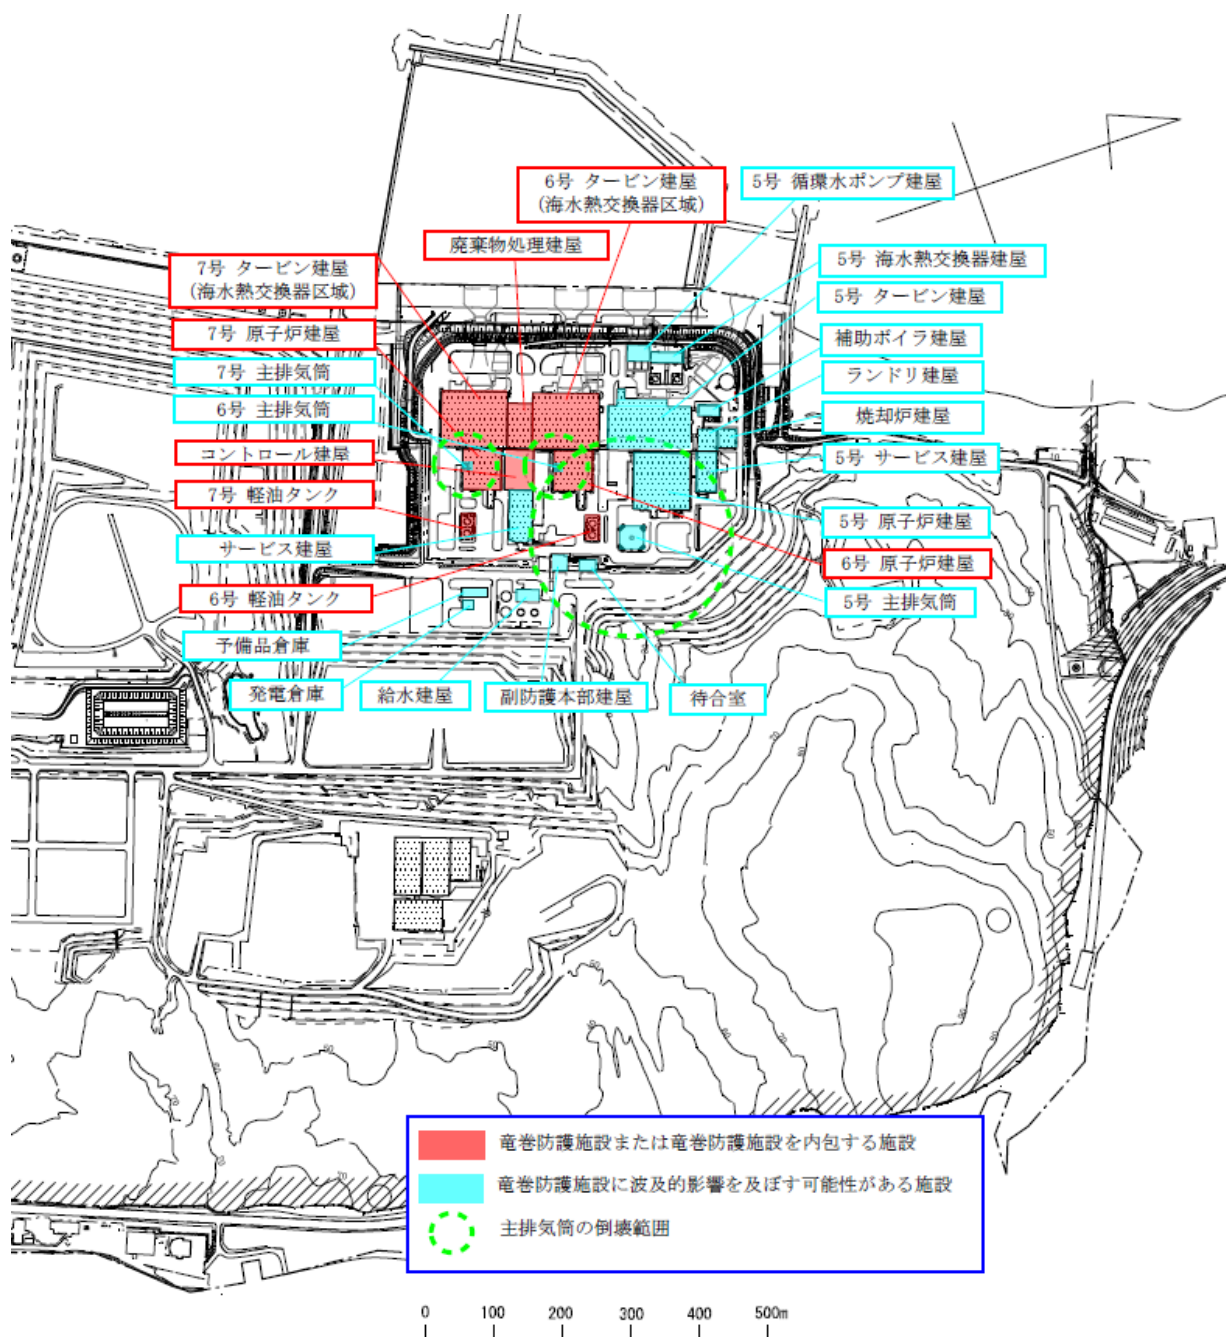 6号 タービン建屋
(海水熱交換器区域)
5号 循環水ポンプ建屋
廃棄物処理建屋
5号 海水熱交換器建屋
7号 タービン建屋
(海水熱交換器区域)
5号 タービン建屋
7号 原子炉建屋
補助ボイラ建屋
7号 主排気筒
ランドリ建屋
6号 主排気筒
焼却炉建屋
コントロール建屋
5号 サービス建屋
7号 軽油タンク
5号 原子炉建屋
サービス建屋
6号 原子炉建屋
6号 軽油タンク
5号 主排気筒
予備品倉庫
発電倉庫
給水建屋
副防護本部建屋
待合室
竜巻防護施設または竜巻防護施設を内包する施設
竜巻防護施設に波及的影響を及ぼす可能性がある施設
主排気筒の倒壊範囲
0 100 200 300 400 500m